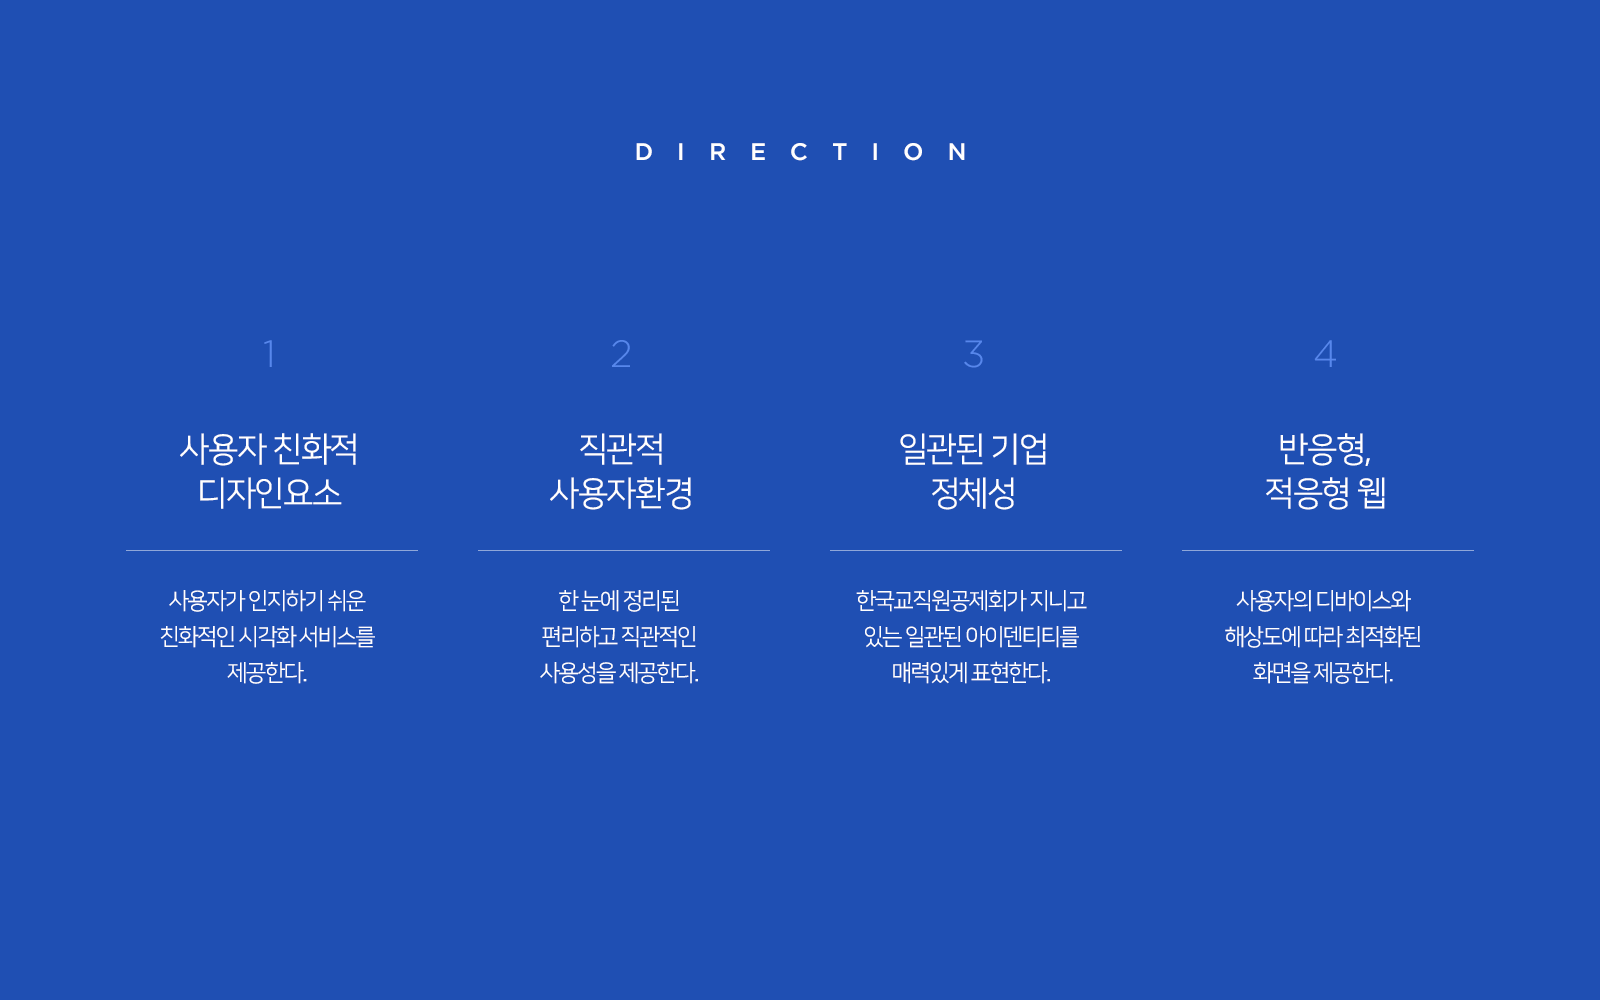 DIRECTION
1
사용자 친화적
디자인요소
사용자가 인지하기 쉬운
친화적인 시각화 서비스를
제공한다.
2
직관적
사용자환경
한 눈에 정리된
편리하고 직관적인
사용성을 제공한다.
3
일관된 기업
정체성
한국교직원공제회가 지니고
있는 일관된 아이덴티티를
매력있게 표현한다.
4
반응형,
적응형 웹
사용자의 디바이스와
해상도에 따라 최적화된
화면을 제공한다.